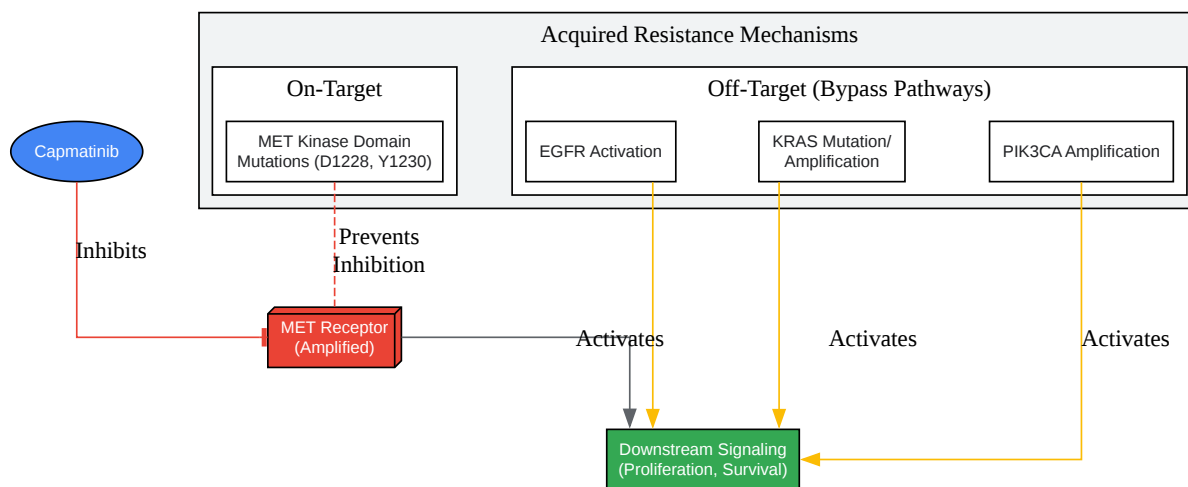 Acquired Resistance Mechanisms
On-Target
Off-Target (Bypass Pathways)
Capmatinib
MET Kinase Domain
Mutations (D1228, Y1230)
EGFR Activation
KRAS Mutation/
Amplification
PIK3CA Amplification
Inhibits
Prevents
Inhibition
MET Receptor
(Amplified)
Activates
Activates
Activates
Downstream Signaling
(Proliferation, Survival)